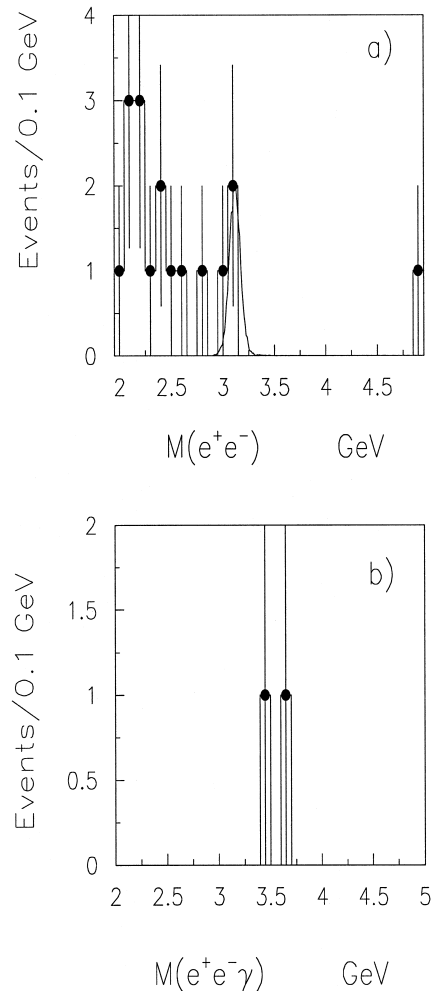 a)
Events/0.1 GeV
4
3
2
1
0
2 2.5 3 3.5 4 4.5
M(e⁺e⁻) GeV
b)
Events/0.1 GeV
2
1.5
1
0.5
0
2 2.5 3 3.5 4 4.5 5
M(e⁺e⁻γ) GeV